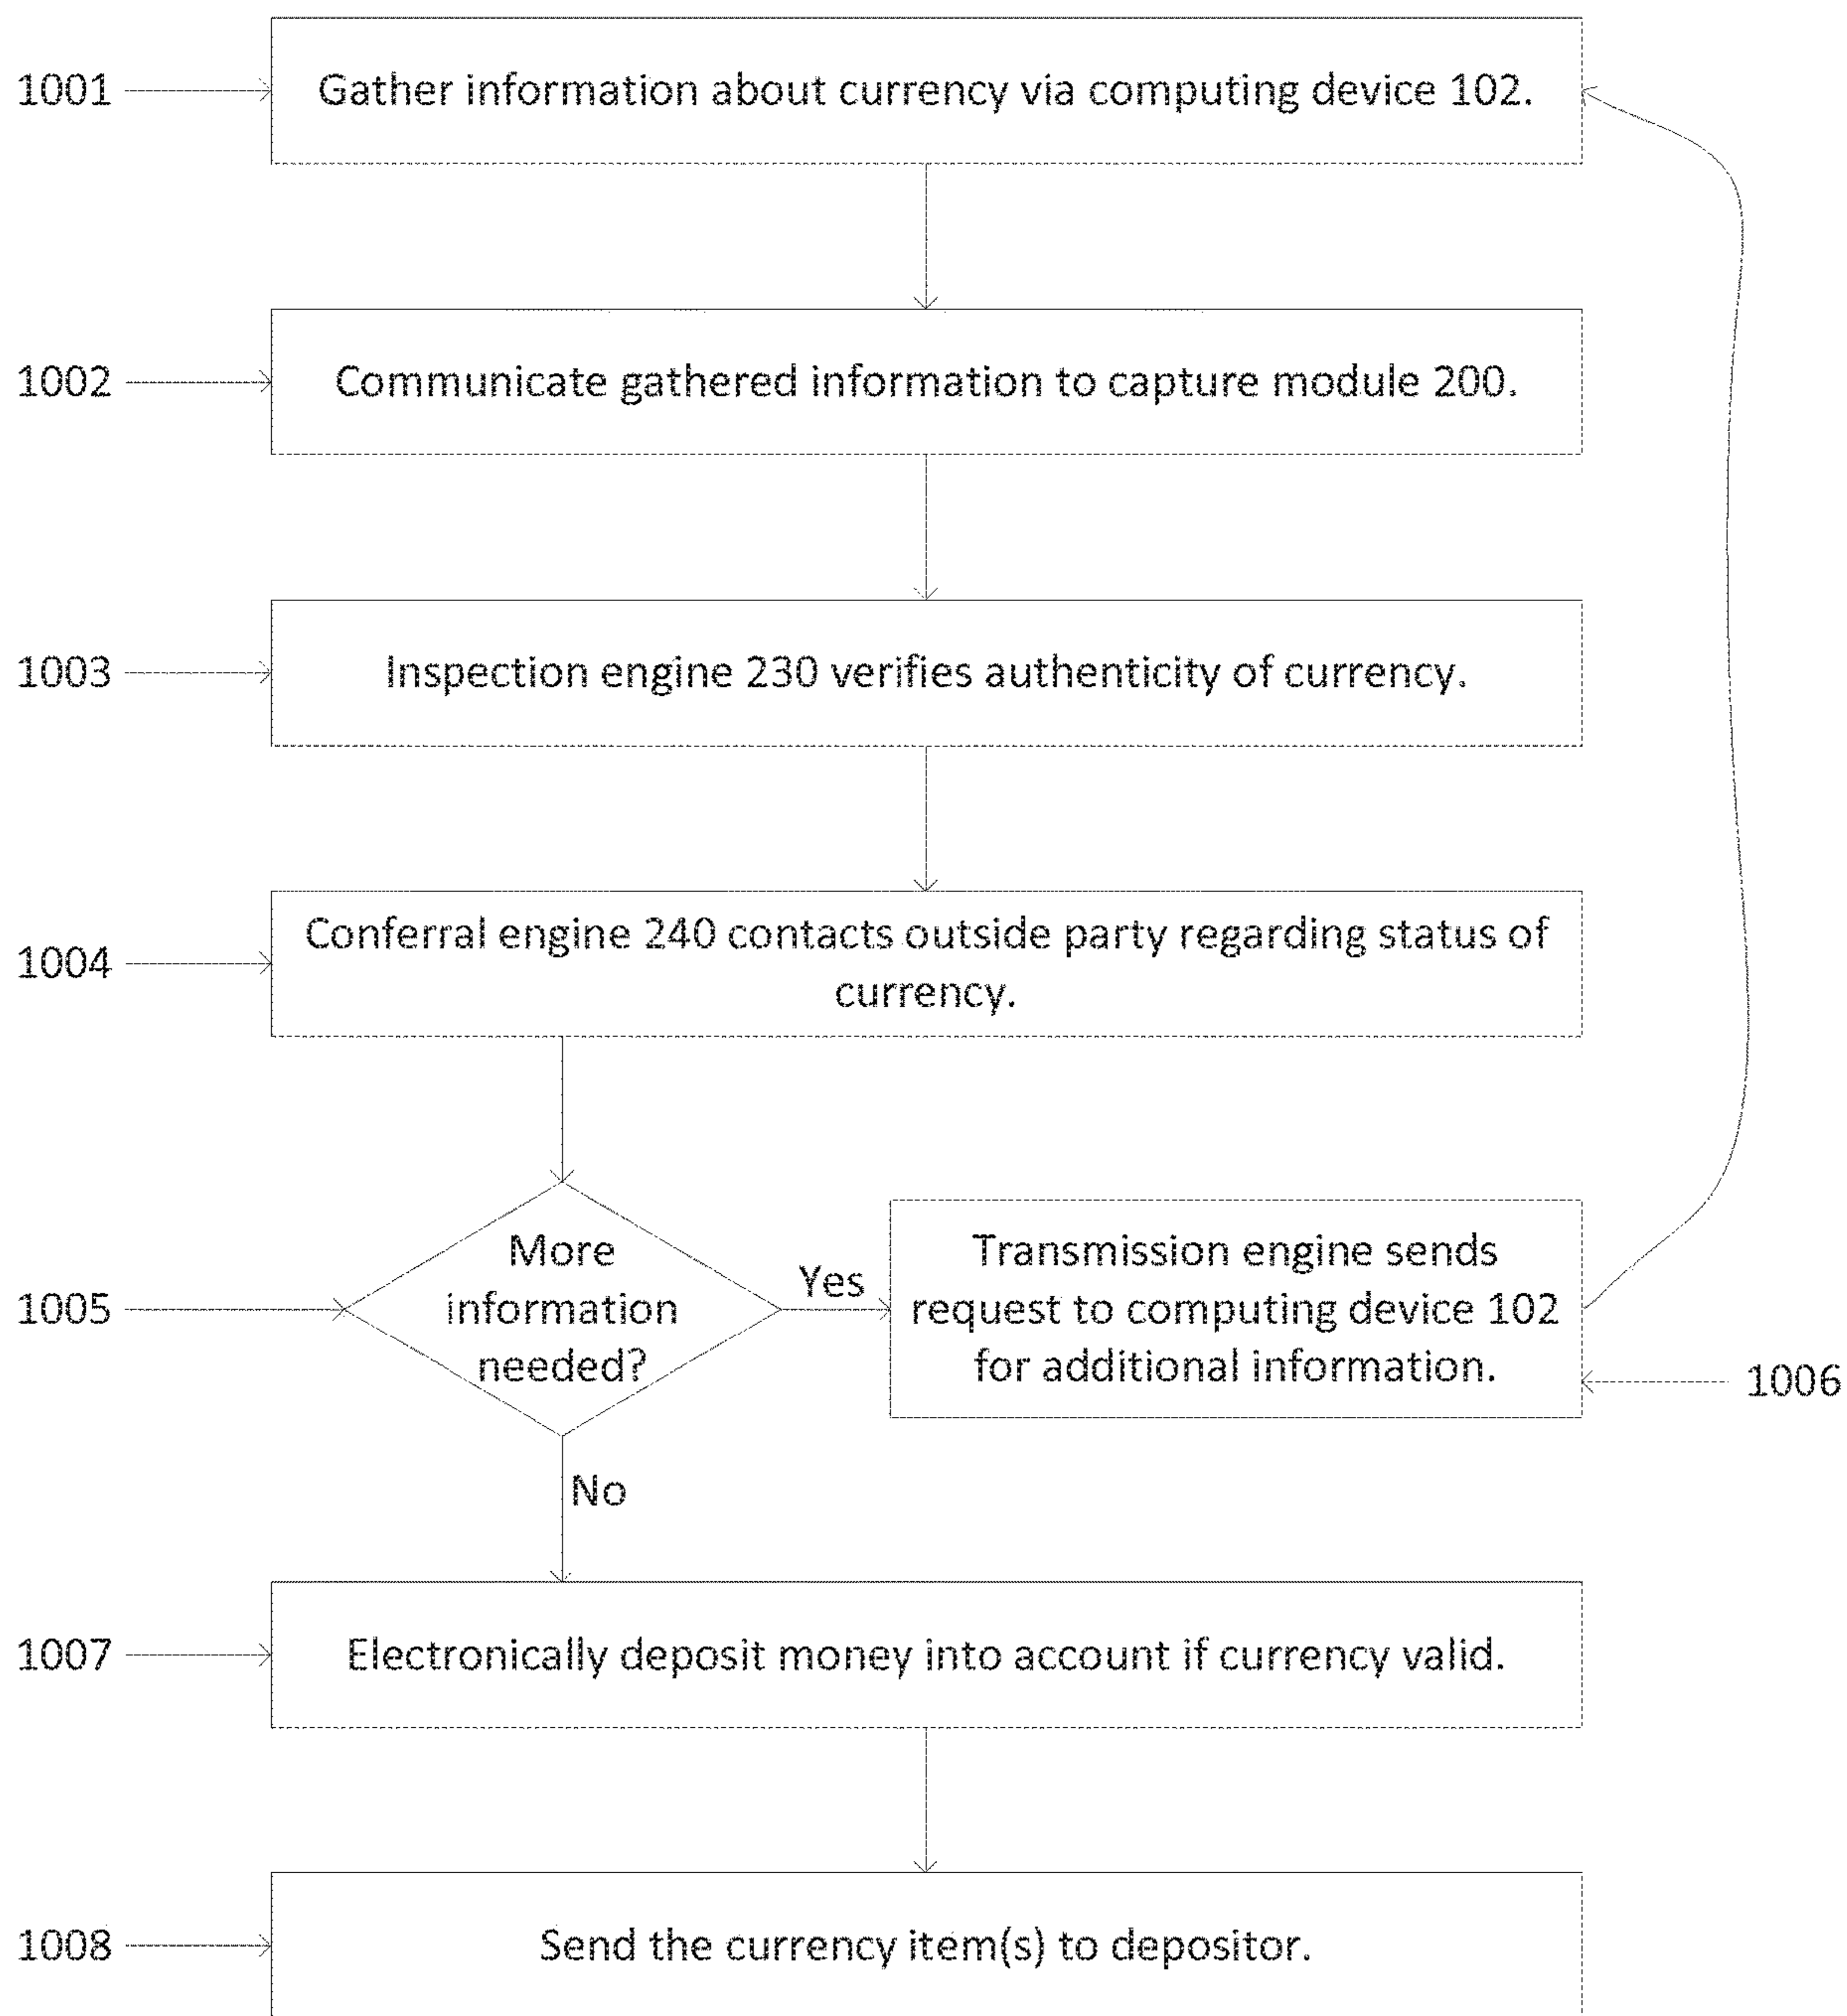 1001
Gather information about currency via computing device 102.
1002
Communicate gathered information to capture module 200.
1003
Inspection engine 230 verifies authenticity of currency.
1004
Conferral engine 240 contacts outside party regarding status of
currency.
1005
More
information
needed?
Yes
Transmission engine sends
request to computing device 102
for additional information.
1006
No
1007
Electronically deposit money into account if currency valid.
1008
Send the currency item(s) to depositor.